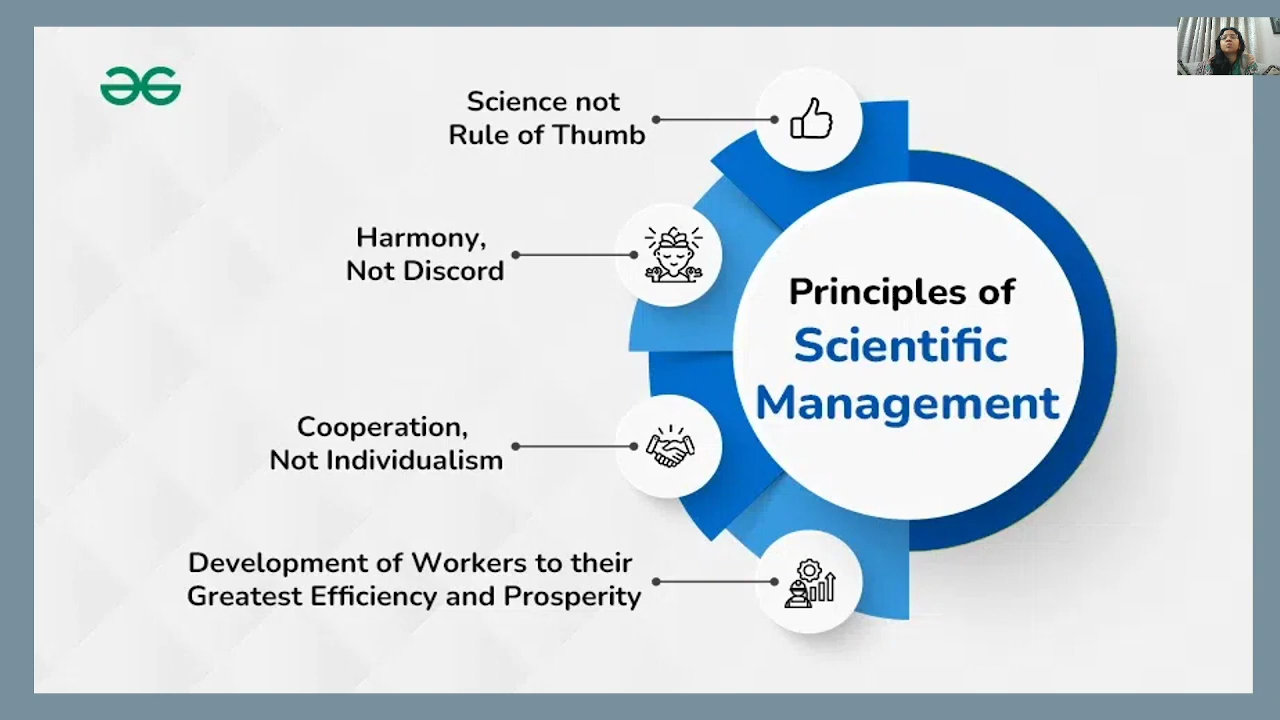 Science not
Rule of Thumb
Harmony,
Not Discord
Cooperation,
Not Individualism
Development of Workers to their
Greatest Efficiency and Prosperity
Principles of
Scientific
Management